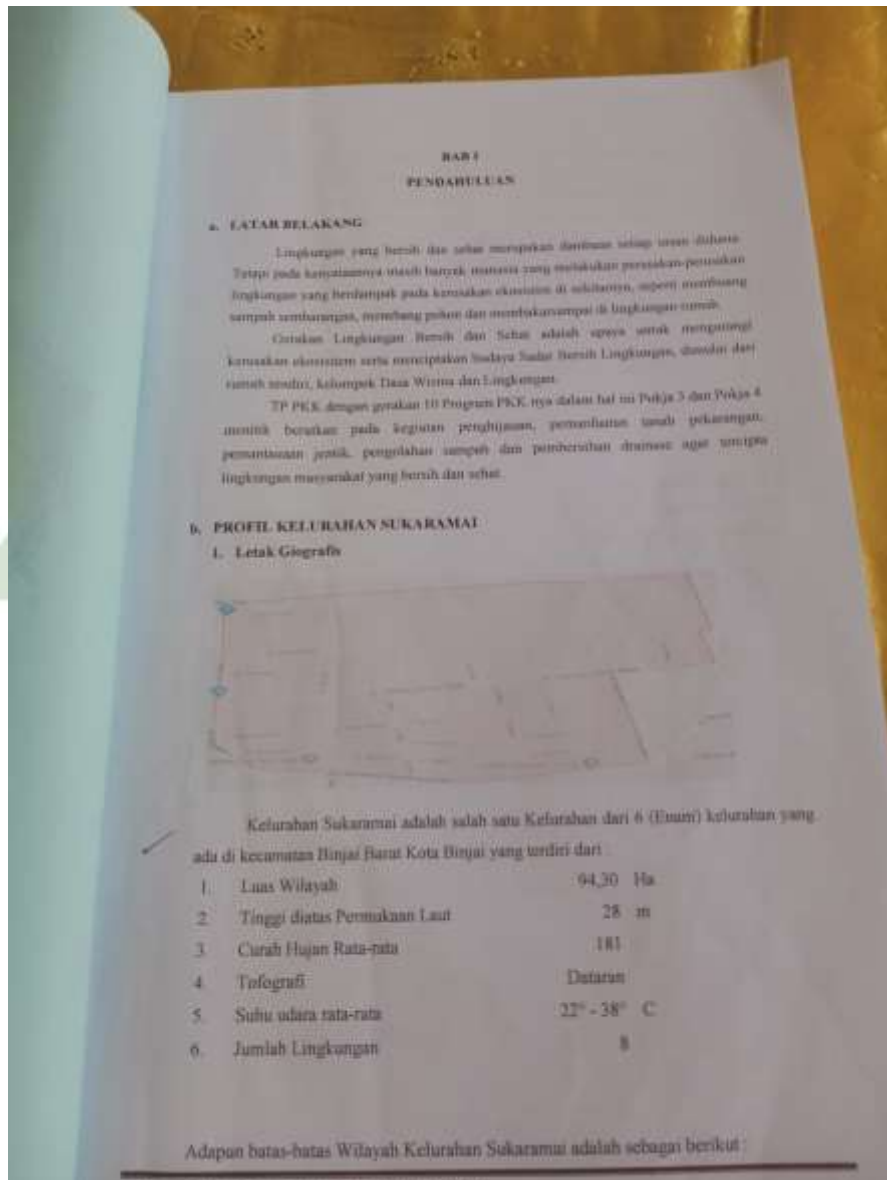 BAB I
PENDAHULUAN
a. LATAR BELAKANG
Lingkungan yang bersih dan sehat merupakan dambaan setiap insan didunia.
Tetapi pada kenyataannya masih banyak manusia yang melakukan perusakan-perusakan
lingkungan yang berdampak pada kerusakan ekosistem di sekitarnya, seperti membuang
sampah sembarangan, menebang pohon dan membakar sampai di lingkungan rumah.
Gerakan Lingkungan Bersih dan Sehat adalah upaya untuk mengurangi
kerusakan ekosistem serta menciptakan Budaya Sadar Bersih Lingkungan, dimulai dari
rumah sendiri, kelompok Dasa Wisma dan Lingkungan.
TP PKK dengan gerakan 10 Program PKK nya dalam hal ini Pokja 3 dan Pokja 4
menitik beratkan pada kegiatan penghijauan, pemanfaatan tanah pekarangan,
pemantauan jentik, pengolahan sampah dan pembersihan drainase agar tercipta
lingkungan masyarakat yang bersih dan sehat.
b. PROFIL KELURAHAN SUKARAMAI
1. Letak Giografis
Kelurahan Sukaramai adalah salah satu Kelurahan dari 6 (Enam) kelurahan yang
ada di kecamatan Binjai Barat Kota Binjai yang terdiri dari :
1. Luas Wilayah 94,30 Ha
2. Tinggi diatas Permukaan Laut 28 m
3. Curah Hujan Rata-rata 181
4. Tofografi Dataran
5. Suhu udara rata-rata 22° - 38° C
6. Jumlah Lingkungan 8
Adapan batas-batas Wilayah Kelurahan Sukaramai adalah sebagai berikut :